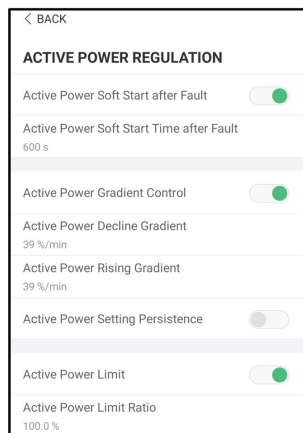 < BACK
ACTIVE POWER REGULATION
Active Power Soft Start after Fault
Active Power Soft Start Time after Fault
600 s
Active Power Gradient Control
Active Power Decline Gradient
39 %/min
Active Power Rising Gradient
39 %/min
Active Power Setting Persistence
Active Power Limit
Active Power Limit Ratio
100.0 %